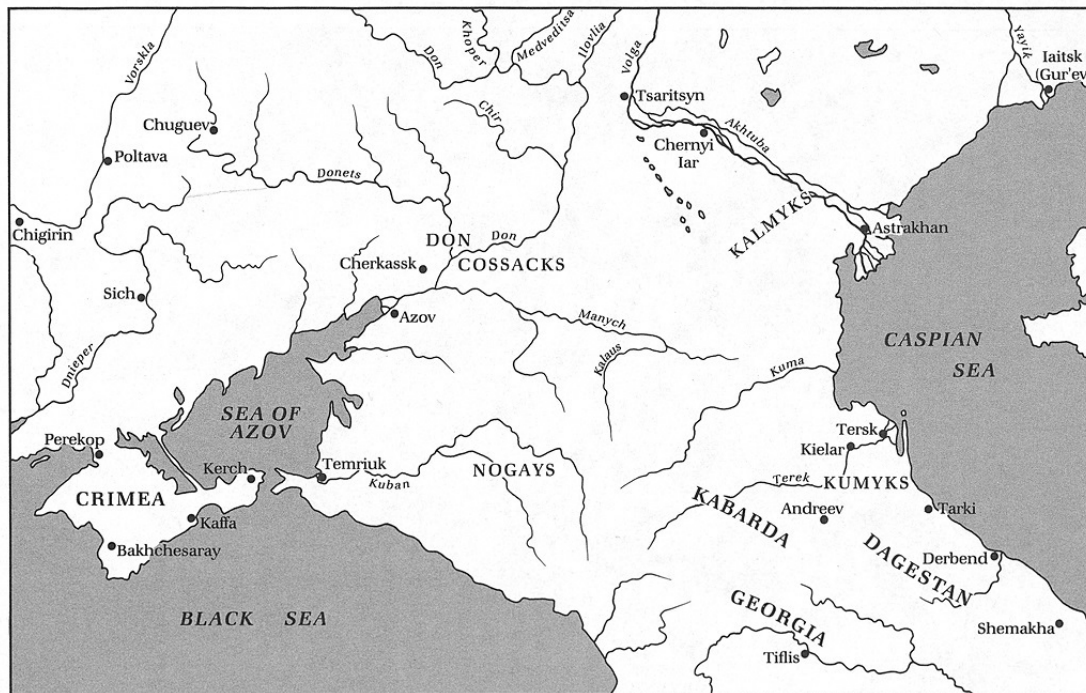 Vorskla
Don
Khoper
Medveditsa
Ilovlia
Volga
Yayik
Iaitsk
(Gur'ev)
Tsaritsyn
Chir
Akhtuba
Chuguev
Chernyi
Iar
Poltava
Donets
KALMYKS
Chigirin
Astrakhan
DON
Don
COSSACKS
Cherkassk
Sich
Azov
Manych
Dnieper
Kalaus
Kuma
CASPIAN
SEA
SEA OF
AZOV
Perekop
Tersk
Kielar
Kerch
Temriuk
Kuban
NOGAYS
Terek
KUMYKS
CRIMEA
Kaffa
KABARDA
Andreev
Tarki
Bakhchesaray
DAGESTAN
Derbend
BLACK SEA
GEORGIA
Shemakha
Tiflis